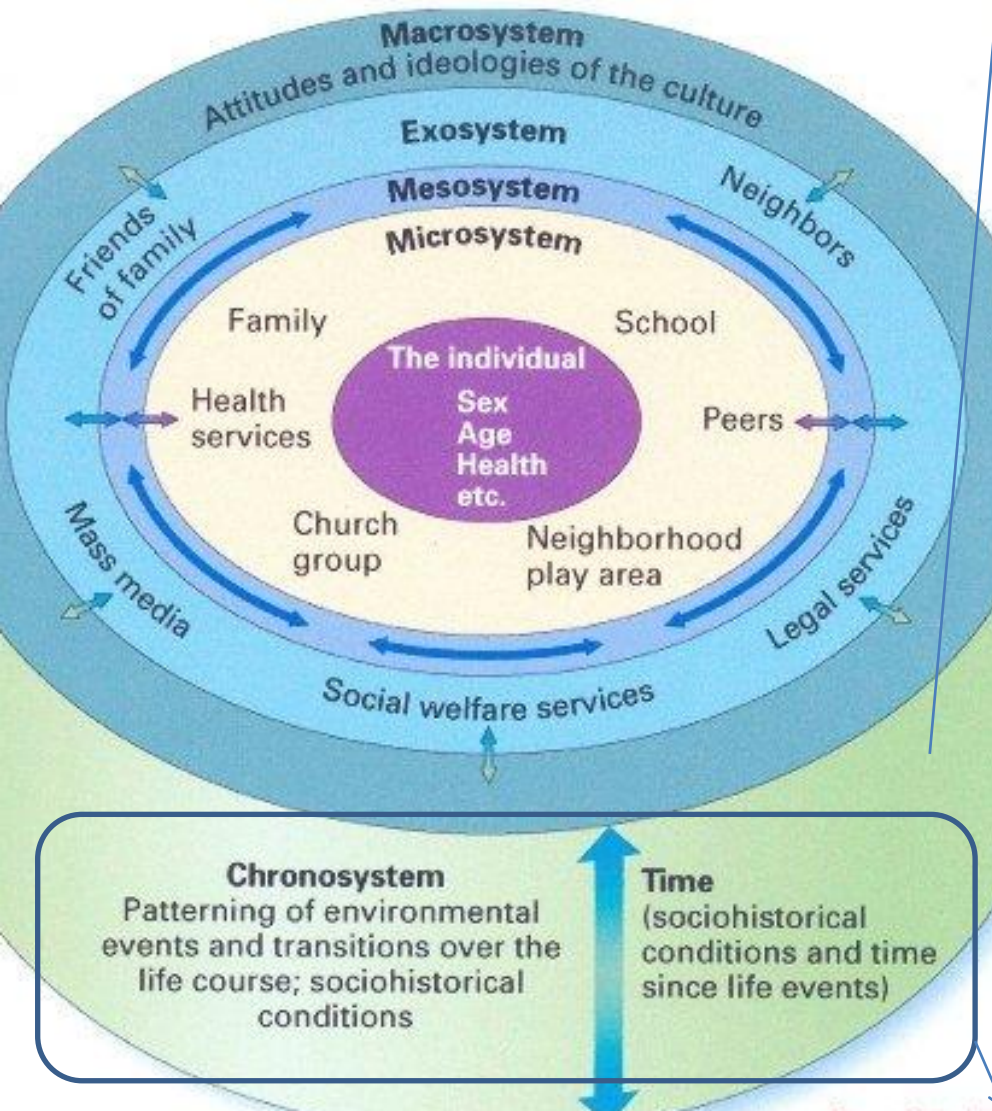 Macrosystem
Attitudes and ideologies of the culture
Exosystem
Mesosystem
Microsystem
Friends
of family
Neighbors
Family
School
The individual
Sex
Age
Health
etc.
Health
services
Peers
Church
group
Neighborhood
play area
Mass media
Legal services
Social welfare services
Chronosystem
Patterning of environmental
events and transitions over the
life course; sociohistorical
conditions
Time
(sociohistorical
conditions and time
since life events)